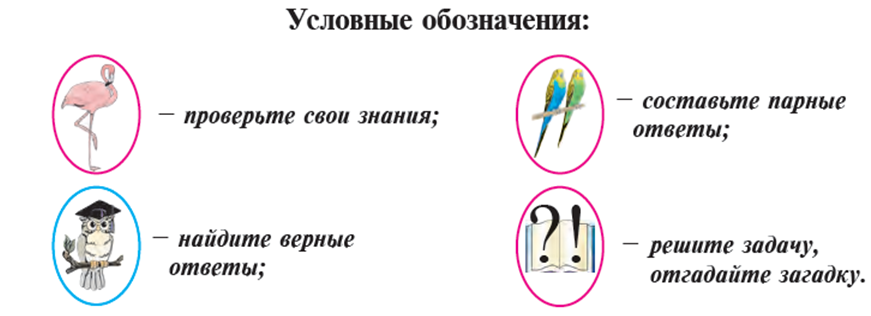 Условные обозначения:
– проверьте свои знания;
– составьте парные
ответы;
– найдите верные
ответы;
?!
– решите задачу,
отгадайте загадку.